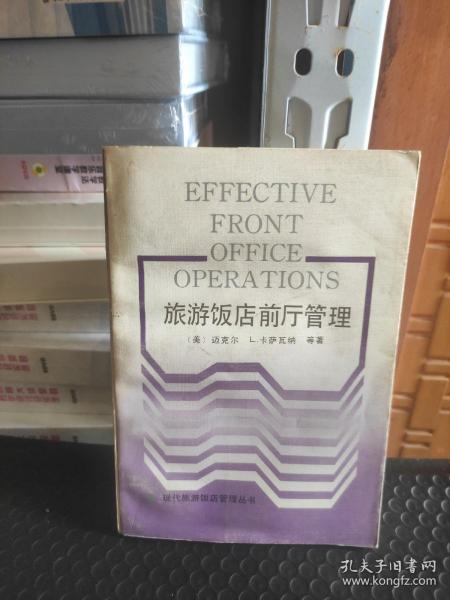 EFFECTIVE
FRONT
OFFICE
OPERATIONS
旅游饭店前厅管理
（美）迈克尔 L.卡萨瓦纳 等著
现代旅游饭店管理丛书
孔夫子旧书网
www.kongfz.com